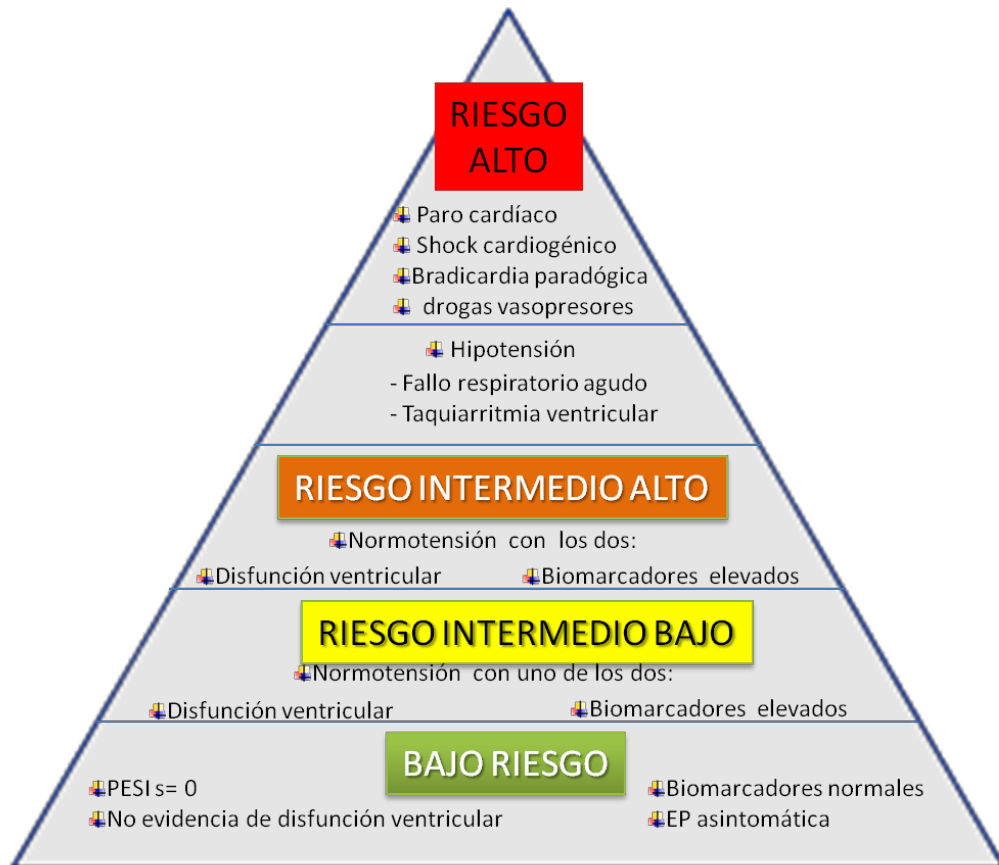 RIESGO
ALTO
Paro cardíaco
Shock cardiogénico
Bradicardia paradógica
drogas vasopresores
Hipotensión
- Fallo respiratorio agudo
- Taquiarritmia ventricular
RIESGO INTERMEDIO ALTO
Normotensión con los dos:
Disfunción ventricular Biomarcadores elevados
RIESGO INTERMEDIO BAJO
Normotensión con uno de los dos:
Disfunción ventricular Biomarcadores elevados
BAJO RIESGO
PESI s= 0 Biomarcadores normales
No evidencia de disfunción ventricular EP asintomática